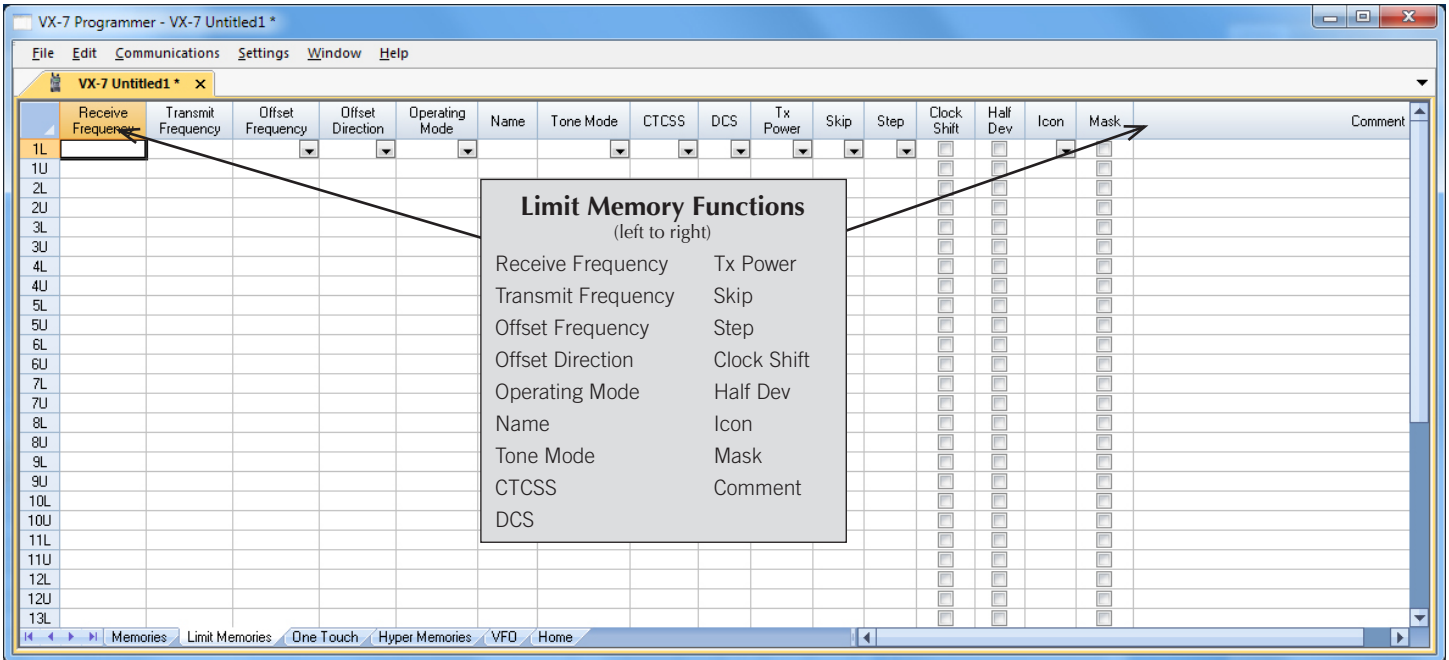 VX-7 Programmer - VX-7 Untitled1 *
File Edit Communications Settings Window Help
VX-7 Untitled1 * X
Receive Frequency Transmit Frequency Offset Frequency Offset Direction Operating Mode Name Tone Mode CTCSS DCS Tx Power Skip Step Clock Shift Half Dev Icon Mask Comment
1L
1U
2L
2U
3L
3U
4L
4U
5L
5U
6L
6U
7L
7U
8L
8U
9L
9U
10L
10U
11L
11U
12L
12U
13L
Limit Memory Functions
(left to right)
Receive Frequency Tx Power
Transmit Frequency Skip
Offset Frequency Step
Offset Direction Clock Shift
Operating Mode Half Dev
Name Icon
Tone Mode Mask
CTCSS Comment
DCS
Memories Limit Memories One Touch Hyper Memories VFO Home